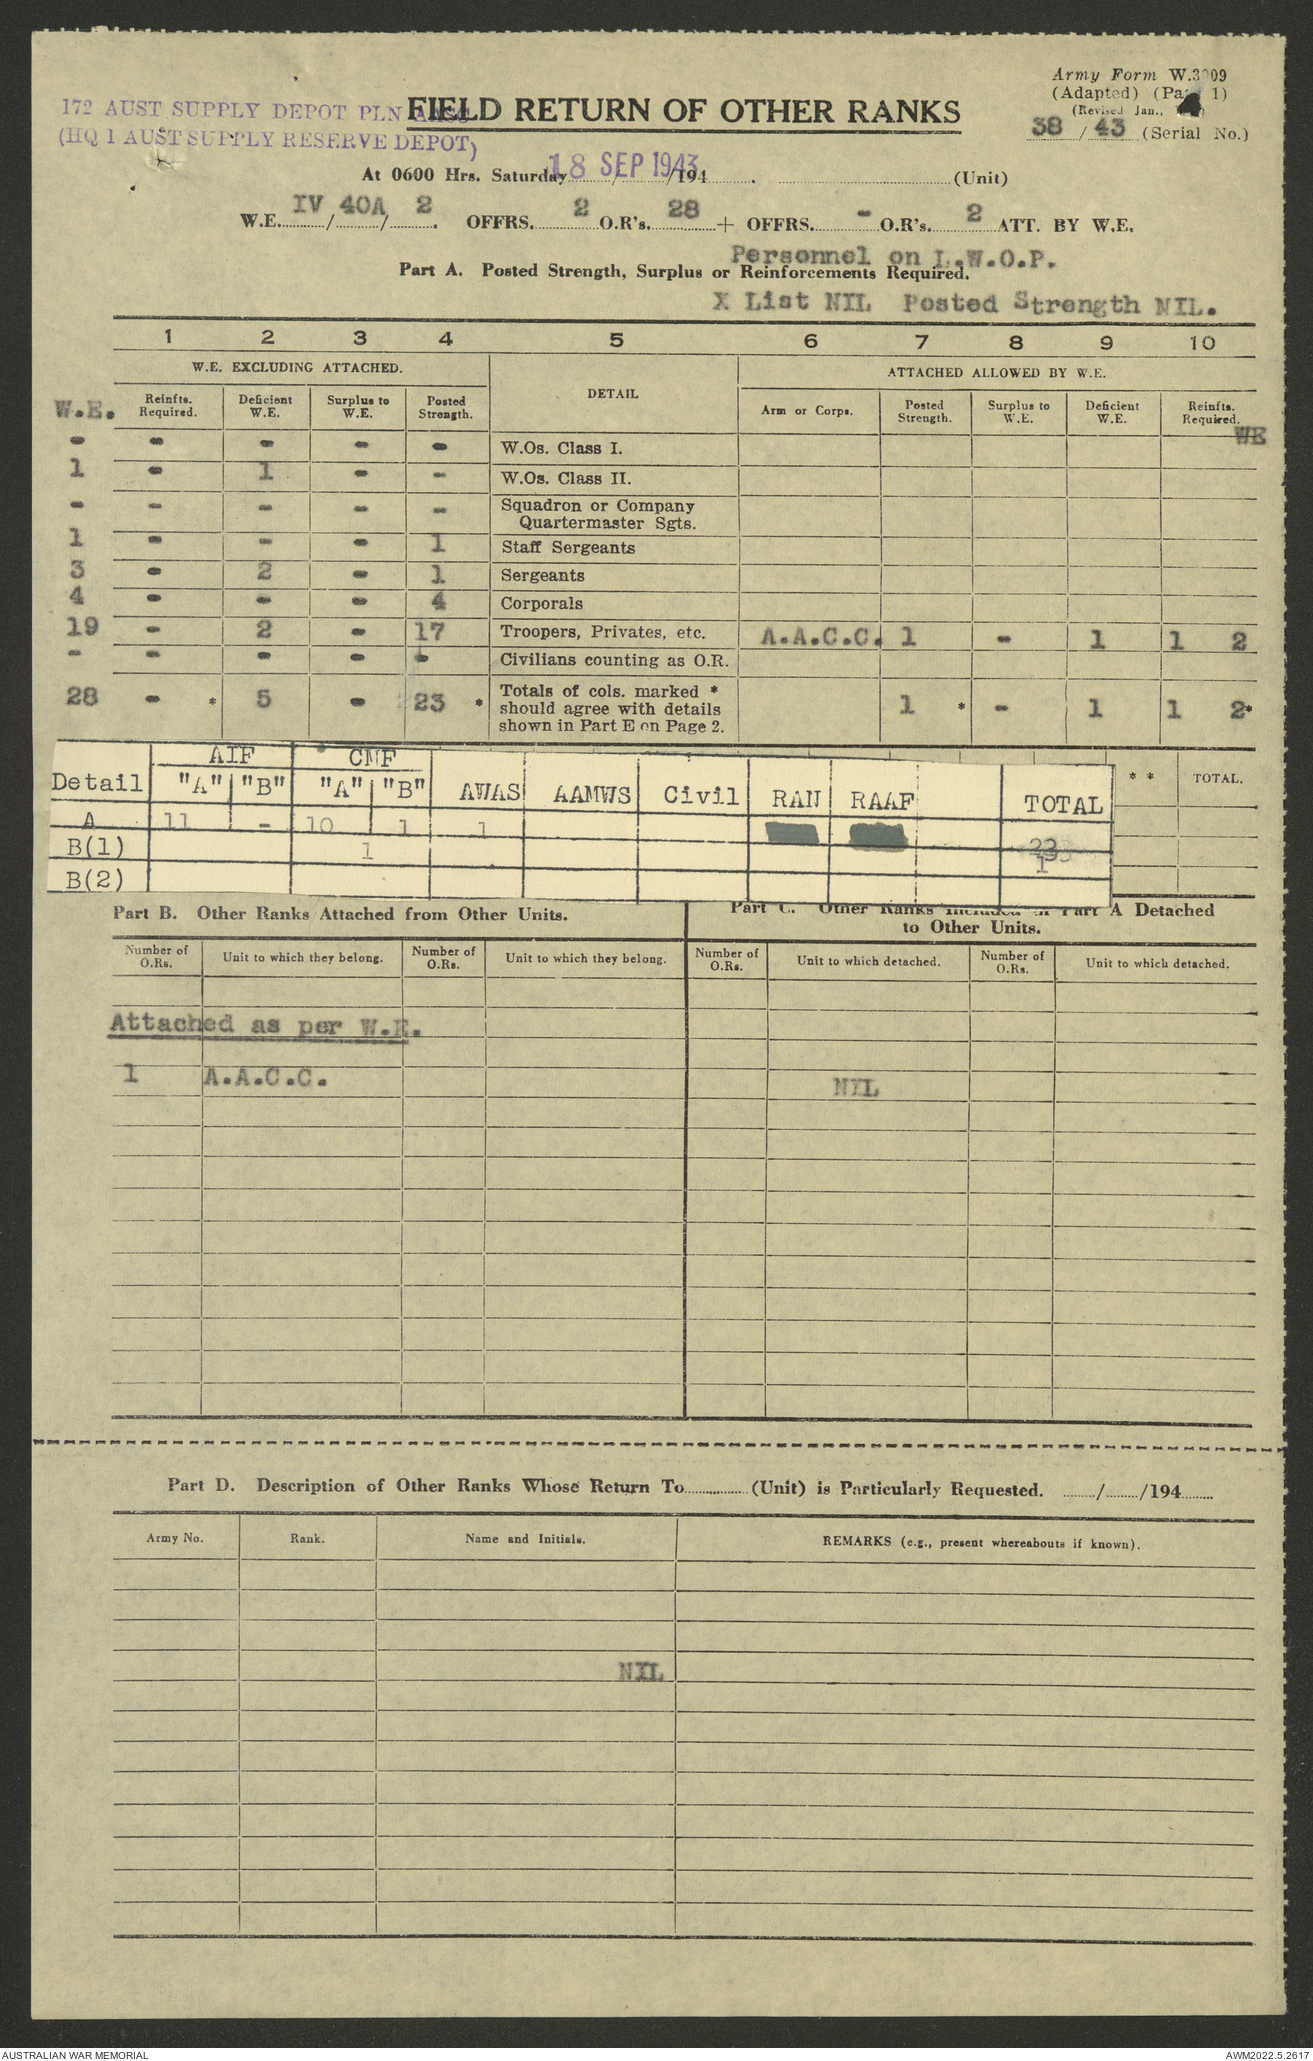 Army Form W.3009
(Adapted) (Pa 1)
(Revised Jan.,
172 AUST SUPPLY DEPOT PLN AASC
FIELD RETURN OF OTHER RANKS
38 / 43 (Serial No.)
(HQ 1 AUST SUPPLY RESERVE DEPOT)
At 0600 Hrs. Saturday 18 SEP 1943 /194 . (Unit)
W.E. IV / 40A / 2 . OFFRS. 2 O.R's. 28 + OFFRS. - O.R's. 2 ATT. BY W.E.
Personnel on L.W.O.P.
Part A. Posted Strength, Surplus or Reinforcements Required.
X List NIL Posted Strength NIL.
1 2 3 4 5 6 7 8 9 10
W.E. EXCLUDING ATTACHED. DETAIL ATTACHED ALLOWED BY W.E.
W.E. Reinfts. Required. Deficient W.E. Surplus to W.E. Posted Strength. Arm or Corps. Posted Strength. Surplus to W.E. Deficient W.E. Reinfts. Required. WE
- - - - - W.Os. Class I.
1 - 1 - - W.Os. Class II.
- - - - - Squadron or Company
Quartermaster Sgts.
1 - - - 1 Staff Sergeants
3 - 2 - 1 Sergeants
4 - - - 4 Corporals
19 - 2 - 17 Troopers, Privates, etc. A.A.C.C. 1 - 1 1 2
- - - - - Civilians counting as O.R.
28 - * 5 - 23 * Totals of cols. marked * 1 * - 1 1 2*
should agree with details
shown in Part E on Page 2.
AIF CMF
Detail "A" "B" "A" "B" AWAS AAMWS Civil RAN RAAF TOTAL * * TOTAL.
A 11 - 10 1 1 23
B(1) 1 1
B(2)
Part B. Other Ranks Attached from Other Units.
Part C. Other Ranks Included in Part A Detached
to Other Units.
Number of O.Rs. Unit to which they belong. Number of O.Rs. Unit to which they belong. Number of O.Rs. Unit to which detached. Number of O.Rs. Unit to which detached.
Attached as per W.E.
1 A.A.C.C. NIL
Part D. Description of Other Ranks Whose Return To (Unit) is Particularly Requested. / /194
Army No. Rank. Name and Initials. REMARKS (e.g., present whereabouts if known).
NIL
AUSTRALIAN WAR MEMORIAL AWM2022.5.2617